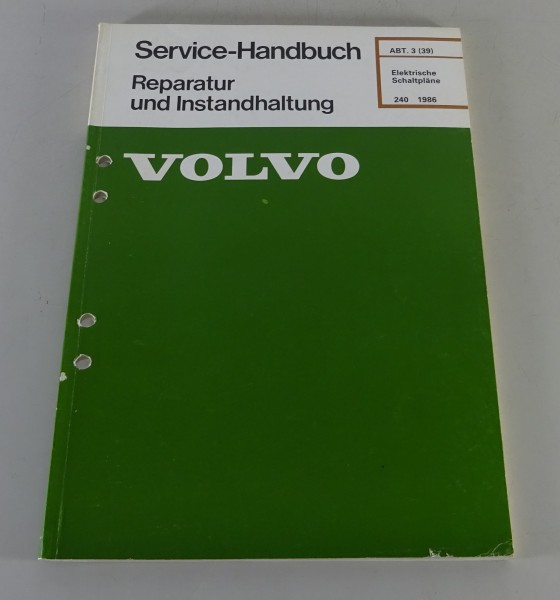 Service-Handbuch
Reparatur
und Instandhaltung
ABT. 3 (39)
Elektrische
Schaltpläne
240 1986
VOLVO